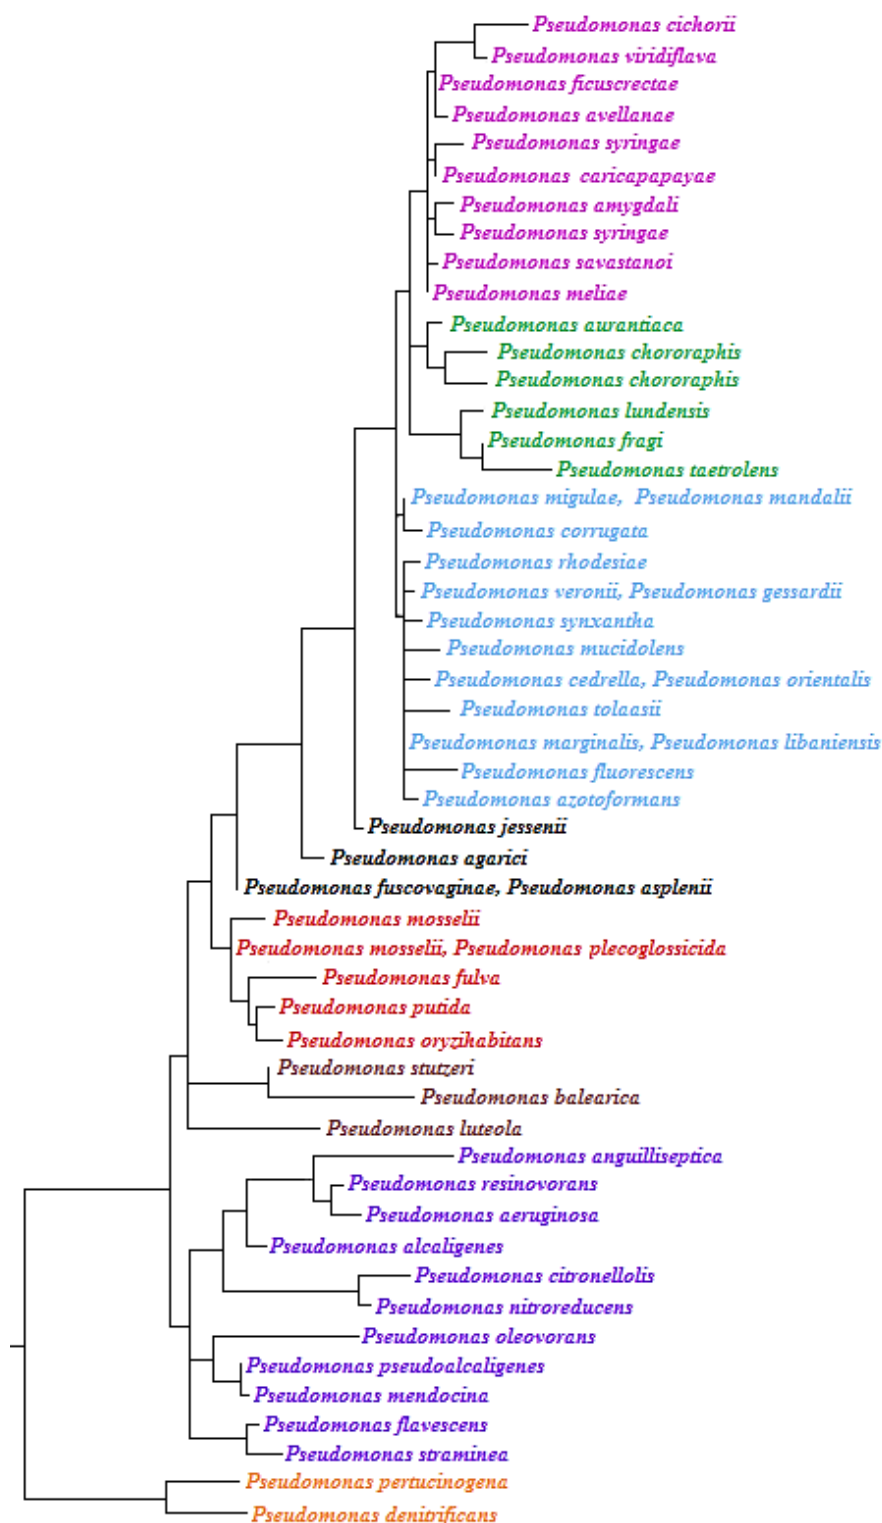 Pseudomonas cichorii
Pseudomonas viridiflava
Pseudomonas ficuscrectae
Pseudomonas avellanae
Pseudomonas syringae
Pseudomonas caricapapayae
Pseudomonas amygdali
Pseudomonas syringae
Pseudomonas savastanoi
Pseudomonas meliae
Pseudomonas aurantiaca
Pseudomonas chororaphis
Pseudomonas chororaphis
Pseudomonas lundensis
Pseudomonas fragi
Pseudomonas taetrolens
Pseudomonas migulae, Pseudomonas mandalii
Pseudomonas corrugata
Pseudomonas rhodesiae
Pseudomonas veronii, Pseudomonas gessardii
Pseudomonas synxantha
Pseudomonas mucidolens
Pseudomonas cedrella, Pseudomonas orientalis
Pseudomonas tolaasii
Pseudomonas marginalis, Pseudomonas libaniensis
Pseudomonas fluorescens
Pseudomonas azotoformans
Pseudomonas jessenii
Pseudomonas agarici
Pseudomonas fuscovaginae, Pseudomonas asplenii
Pseudomonas mosselii
Pseudomonas mosselii, Pseudomonas plecoglossicida
Pseudomonas fulva
Pseudomonas putida
Pseudomonas oryzihabitans
Pseudomonas stutzeri
Pseudomonas balearica
Pseudomonas luteola
Pseudomonas anguilliseptica
Pseudomonas resinovorans
Pseudomonas aeruginosa
Pseudomonas alcaligenes
Pseudomonas citronellolis
Pseudomonas nitroreducens
Pseudomonas oleovorans
Pseudomonas pseudoalcaligenes
Pseudomonas mendocina
Pseudomonas flavescens
Pseudomonas straminea
Pseudomonas pertucinogena
Pseudomonas denitrificans